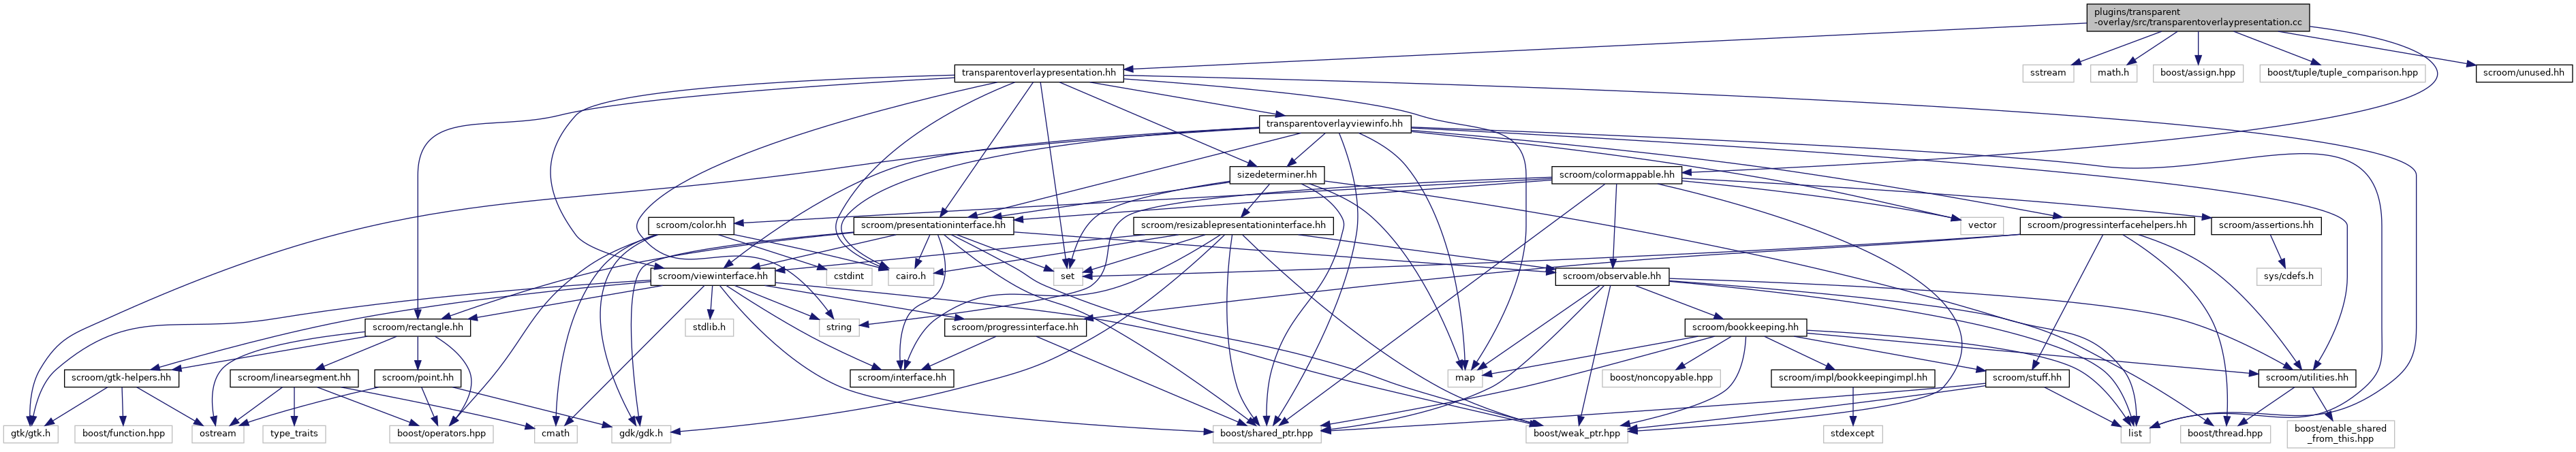 plugins/transparent
-overlay/src/transparentoverlaypresentation.cc
transparentoverlaypresentation.hh
sstream
math.h
boost/assign.hpp
boost/tuple/tuple_comparison.hpp
scroom/unused.hh
transparentoverlayviewinfo.hh
sizedeterminer.hh
scroom/colormappable.hh
scroom/color.hh
scroom/presentationinterface.hh
scroom/resizablepresentationinterface.hh
vector
scroom/progressinterfacehelpers.hh
scroom/assertions.hh
scroom/viewinterface.hh
cstdint
cairo.h
set
scroom/observable.hh
sys/cdefs.h
scroom/rectangle.hh
stdlib.h
string
scroom/progressinterface.hh
scroom/bookkeeping.hh
scroom/gtk-helpers.hh
scroom/linearsegment.hh
scroom/point.hh
scroom/interface.hh
map
boost/noncopyable.hpp
scroom/impl/bookkeepingimpl.hh
scroom/stuff.hh
scroom/utilities.hh
gtk/gtk.h
boost/function.hpp
ostream
type_traits
boost/operators.hpp
cmath
gdk/gdk.h
boost/shared_ptr.hpp
boost/weak_ptr.hpp
stdexcept
list
boost/thread.hpp
boost/enable_shared
_from_this.hpp